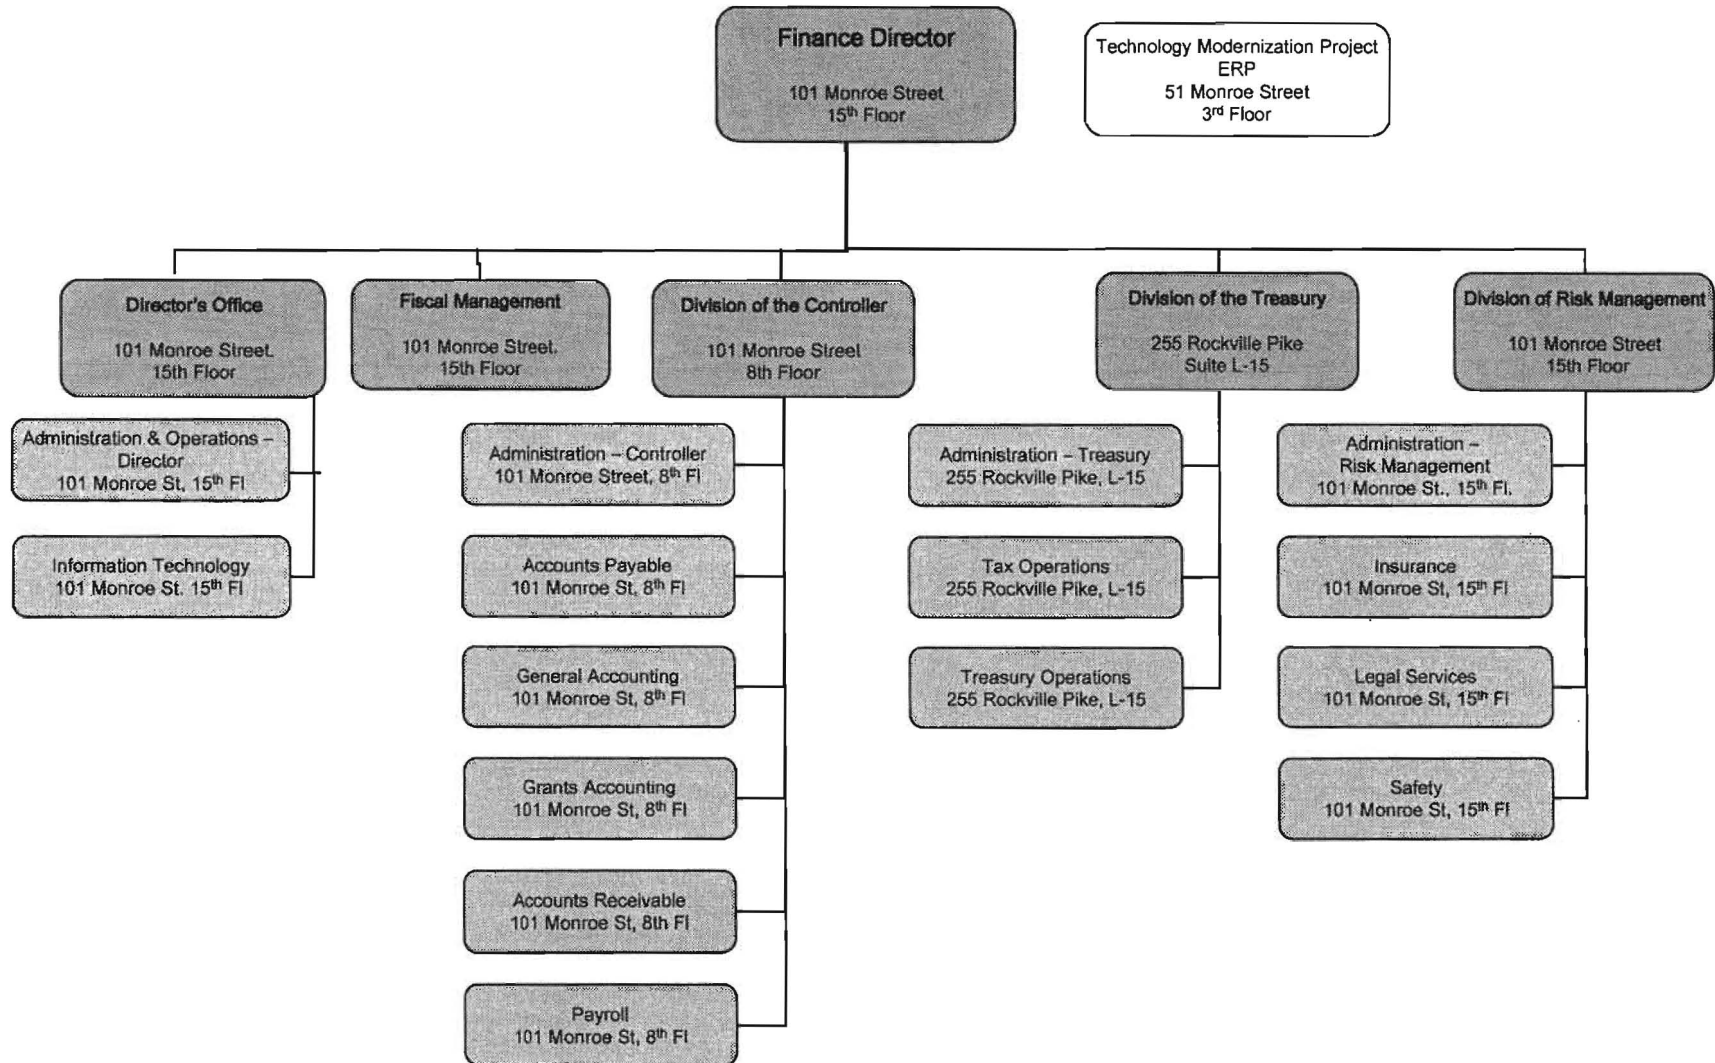 Finance Director
101 Monroe Street
15th Floor
Technology Modernization Project
ERP
51 Monroe Street
3rd Floor
Director's Office
101 Monroe Street.
15th Floor
Fiscal Management
101 Monroe Street.
15th Floor
Division of the Controller
101 Monroe Street
8th Floor
Division of the Treasury
255 Rockville Pike
Suite L-15
Division of Risk Management
101 Monroe Street
15th Floor
Administration & Operations –
Director
101 Monroe St, 15th Fl
Information Technology
101 Monroe St. 15th Fl
Administration – Controller
101 Monroe Street, 8th Fl
Accounts Payable
101 Monroe St, 8th Fl
General Accounting
101 Monroe St, 8th Fl
Grants Accounting
101 Monroe St, 8th Fl
Accounts Receivable
101 Monroe St, 8th Fl
Payroll
101 Monroe St, 8th Fl
Administration – Treasury
255 Rockville Pike, L-15
Tax Operations
255 Rockville Pike, L-15
Treasury Operations
255 Rockville Pike, L-15
Administration –
Risk Management
101 Monroe St., 15th Fl.
Insurance
101 Monroe St, 15th Fl
Legal Services
101 Monroe St, 15th Fl
Safety
101 Monroe St, 15th Fl